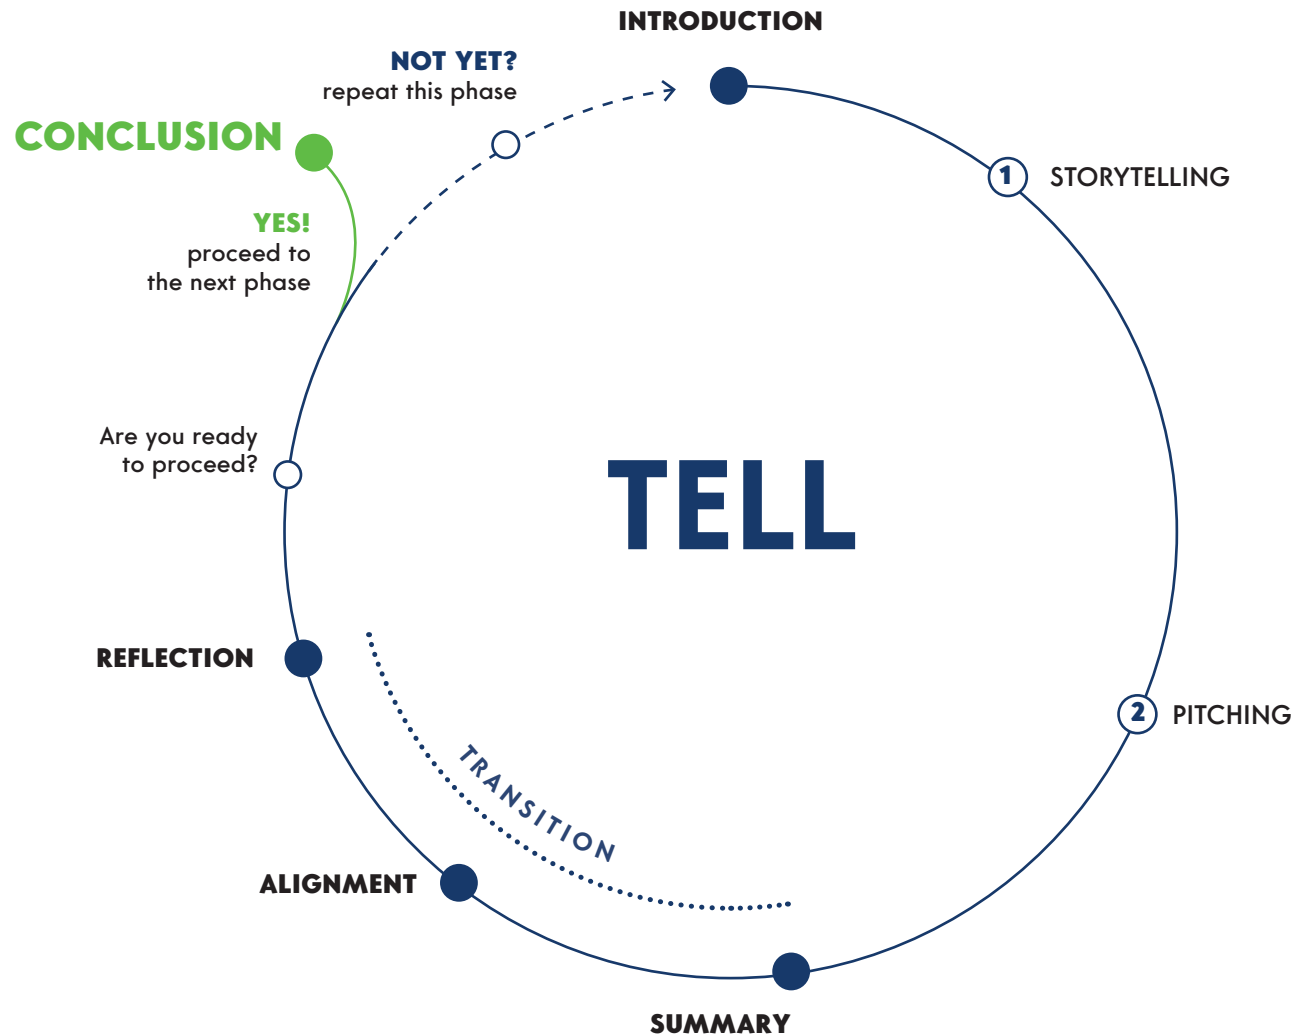 INTRODUCTION
NOT YET?
repeat this phase
CONCLUSION
1 STORYTELLING
YES!
proceed to
the next phase
Are you ready
to proceed?
TELL
REFLECTION
2 PITCHING
TRANSITION
ALIGNMENT
SUMMARY